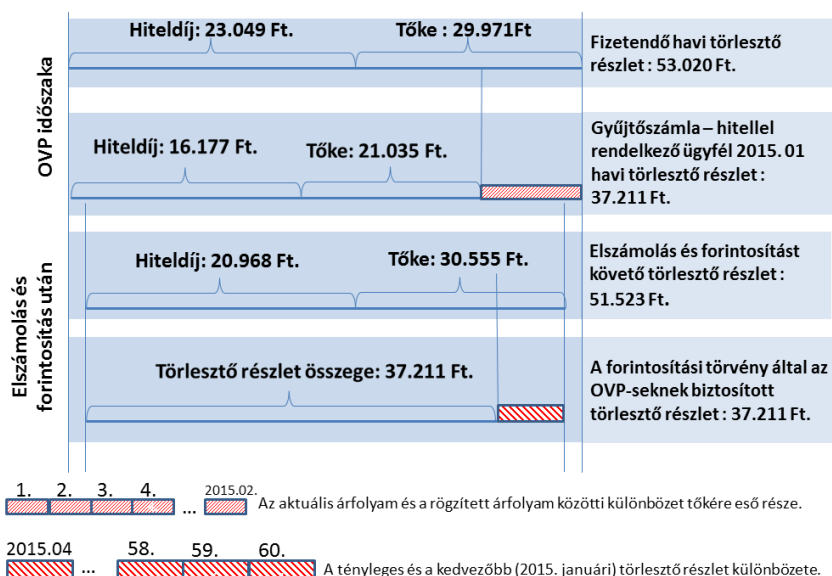 OVP időszaka
Hiteldíj: 23.049 Ft.
Tőke : 29.971Ft
Fizetendő havi törlesztő
részlet : 53.020 Ft.
Hiteldíj: 16.177 Ft.
Tőke: 21.035 Ft.
Gyűjtőszámla – hitellel
rendelkező ügyfél 2015. 01
havi törlesztő részlet :
37.211 Ft.
Elszámolás és
forintosítás után
Hiteldíj: 20.968 Ft.
Tőke: 30.555 Ft.
Elszámolás és forintosítást
követő törlesztő részlet :
51.523 Ft.
Törlesztő részlet összege: 37.211 Ft.
A forintosítási törvény által az
OVP-seknek biztosított
törlesztő részlet : 37.211 Ft.
1. 2. 3. 4. ... 2015.02.
Az aktuális árfolyam és a rögzített árfolyam közötti különbözet tőkére eső része.
2015.04 ... 58. 59. 60.
A tényleges és a kedvezőbb (2015. januári) törlesztő részlet különbözete.